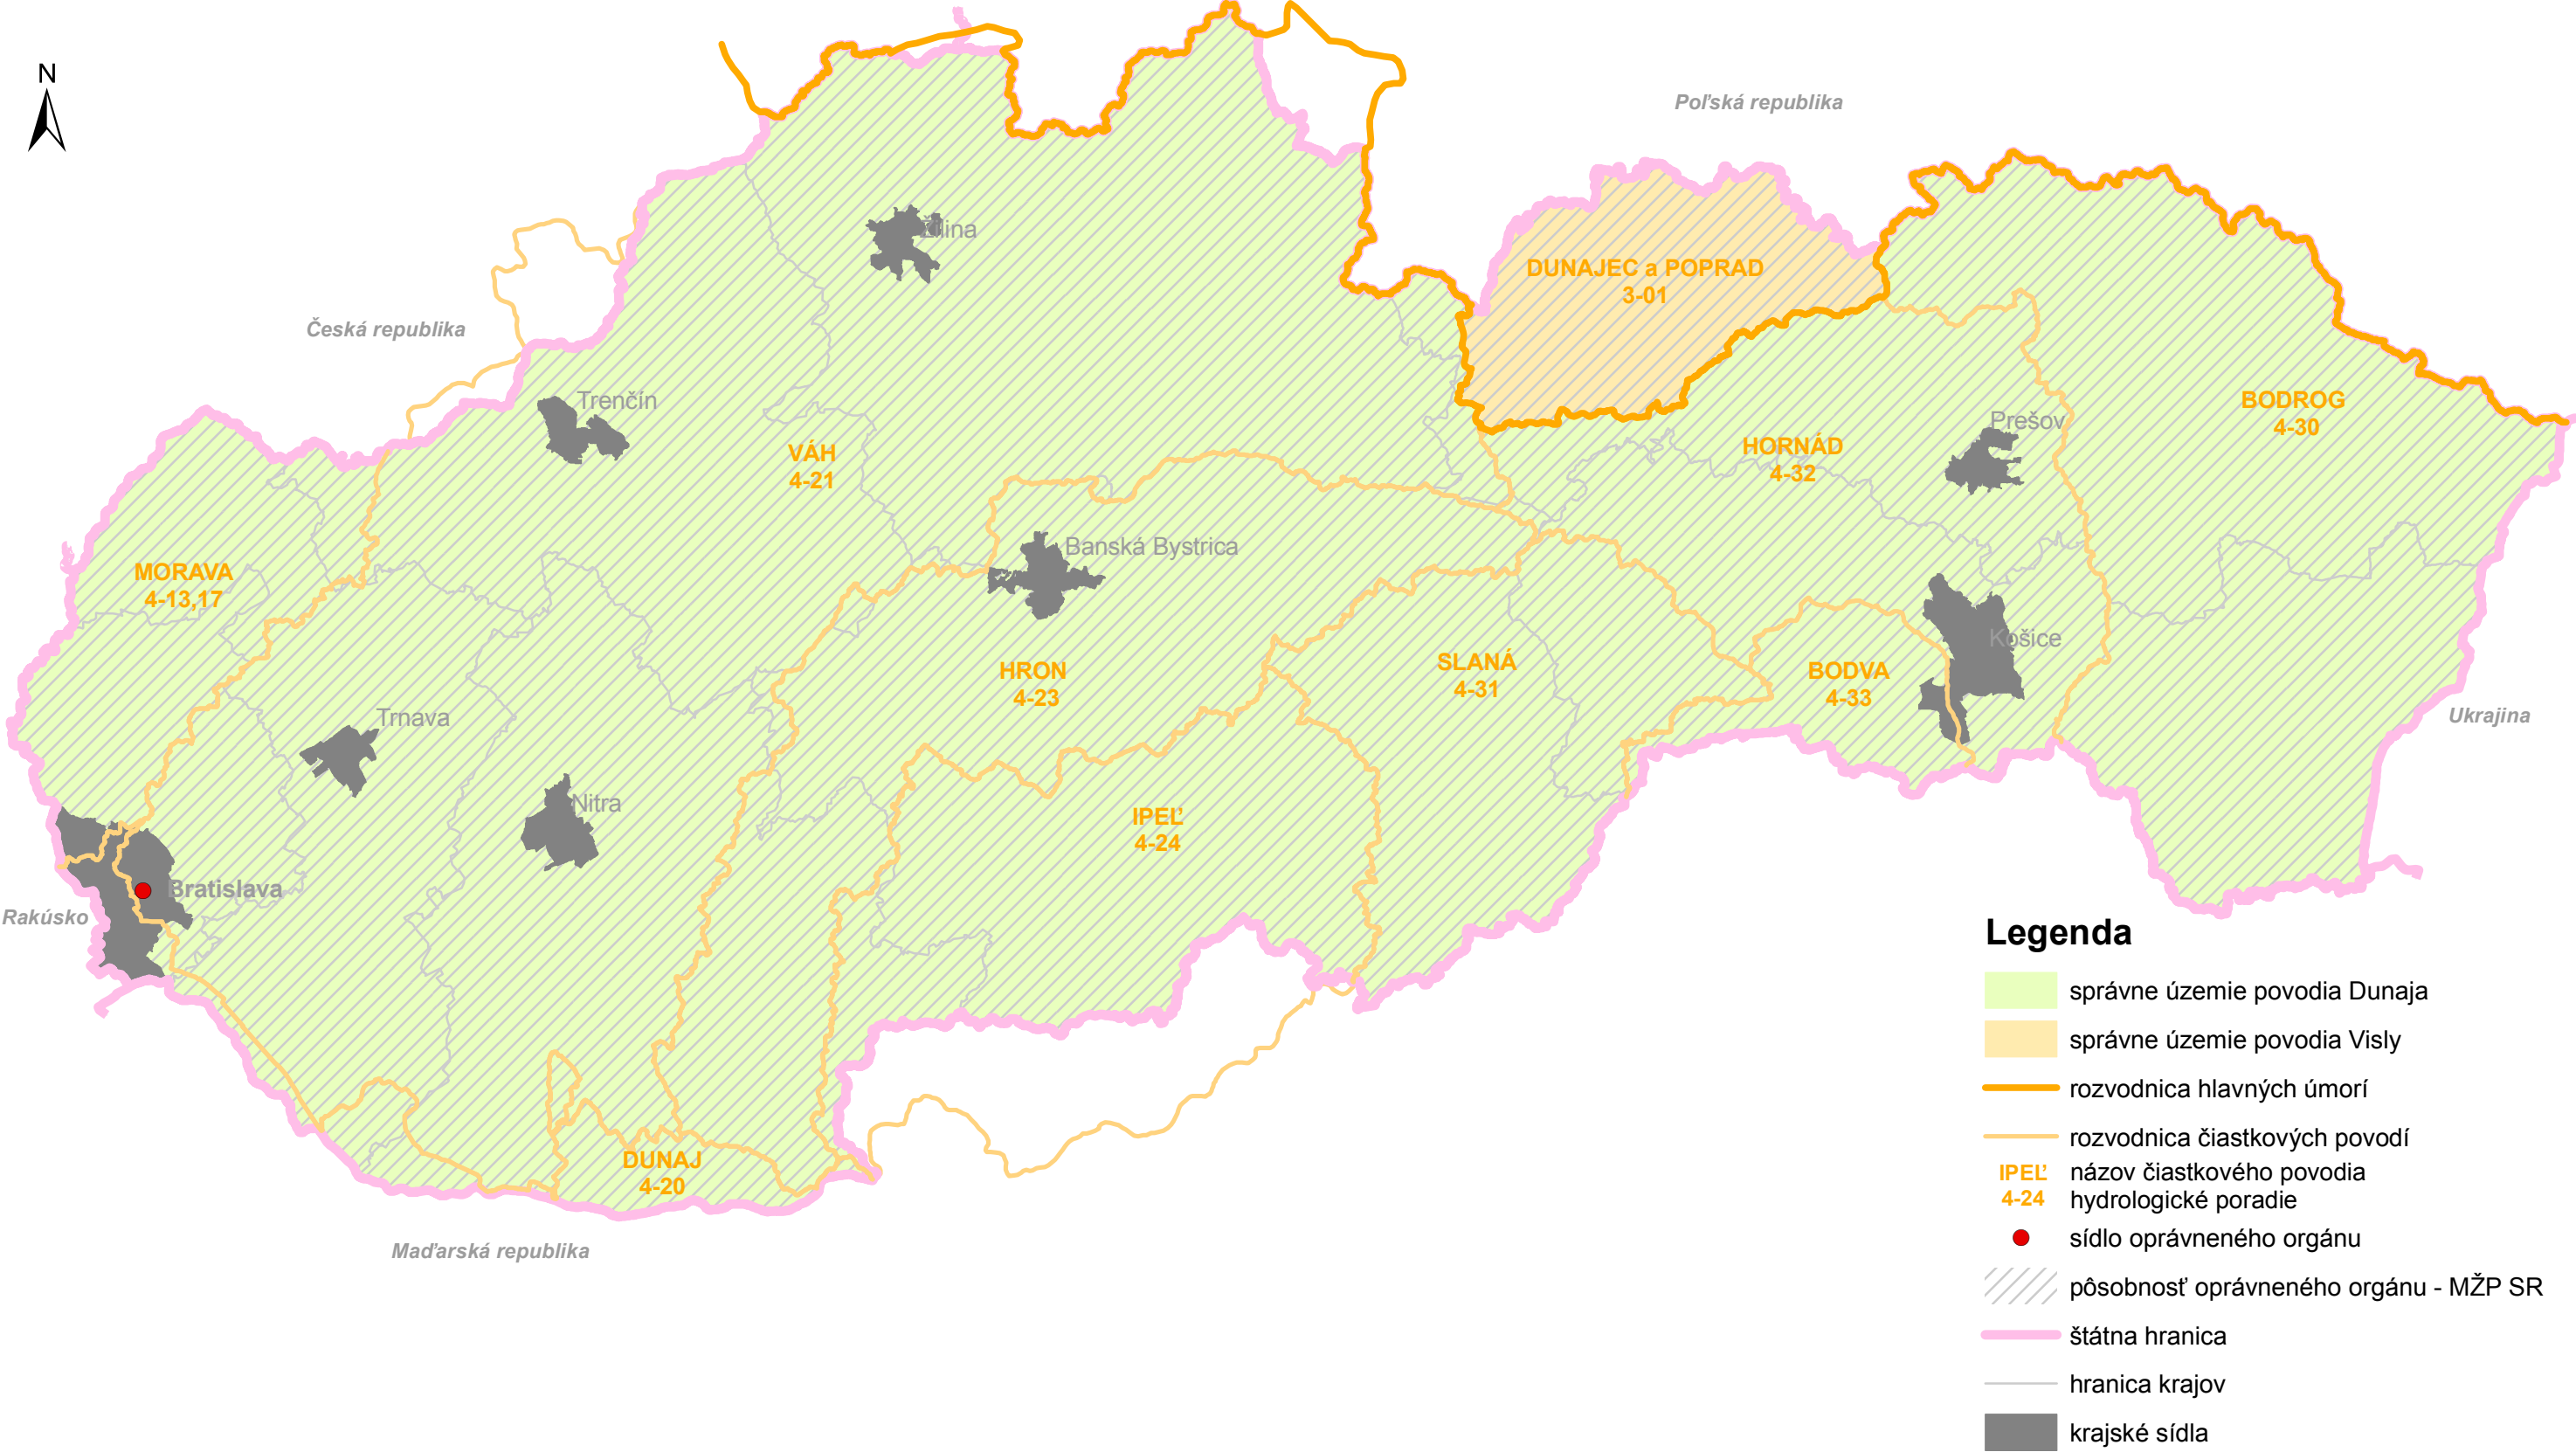 N
Poľská republika
Žilina
DUNAJEC a POPRAD
3-01
Česká republika
Trenčín
BODROG
4-30
Prešov
VÁH
4-21
HORNÁD
4-32
Banská Bystrica
MORAVA
4-13,17
Košice
HRON
4-23
SLANÁ
4-31
BODVA
4-33
Trnava
Ukrajina
Nitra
IPEĽ
4-24
Bratislava
Rakúsko
DUNAJ
4-20
Maďarská republika
Legenda
správne územie povodia Dunaja
správne územie povodia Visly
rozvodnica hlavných úmorí
rozvodnica čiastkových povodí
IPEĽ názov čiastkového povodia
4-24 hydrologické poradie
sídlo oprávneného orgánu
pôsobnosť oprávneného orgánu - MŽP SR
štátna hranica
hranica krajov
krajské sídla